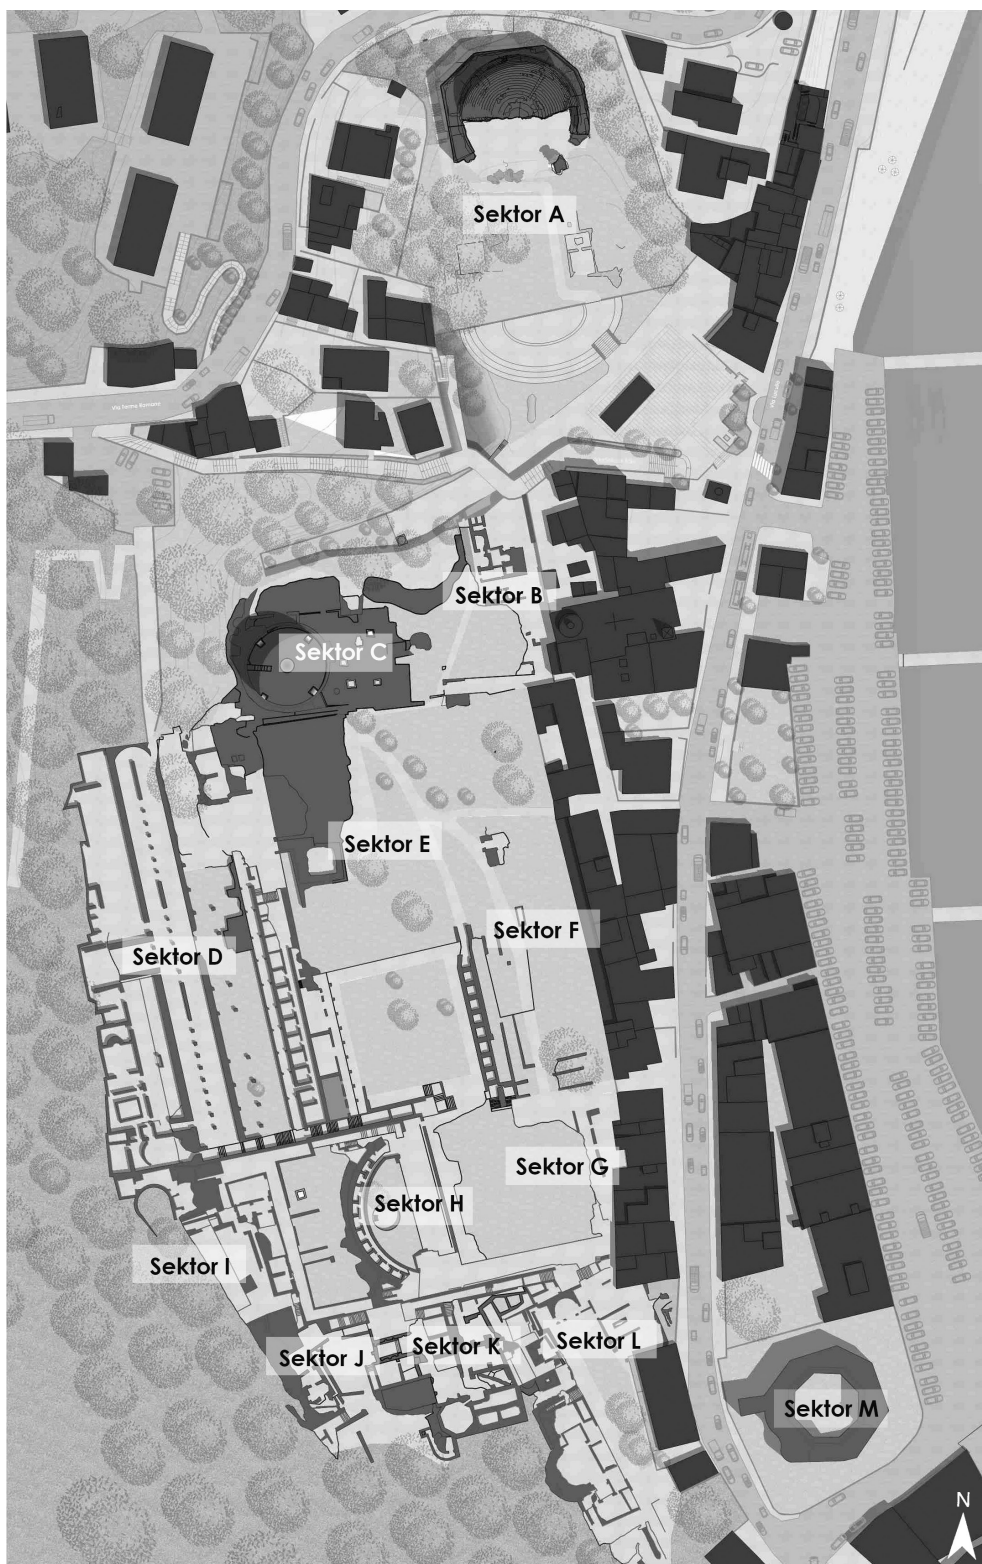 Sektor A
Sektor B
Sektor C
Sektor E
Sektor F
Sektor D
Sektor G
Sektor H
Sektor I
Sektor K
Sektor L
Sektor J
Sektor M
N